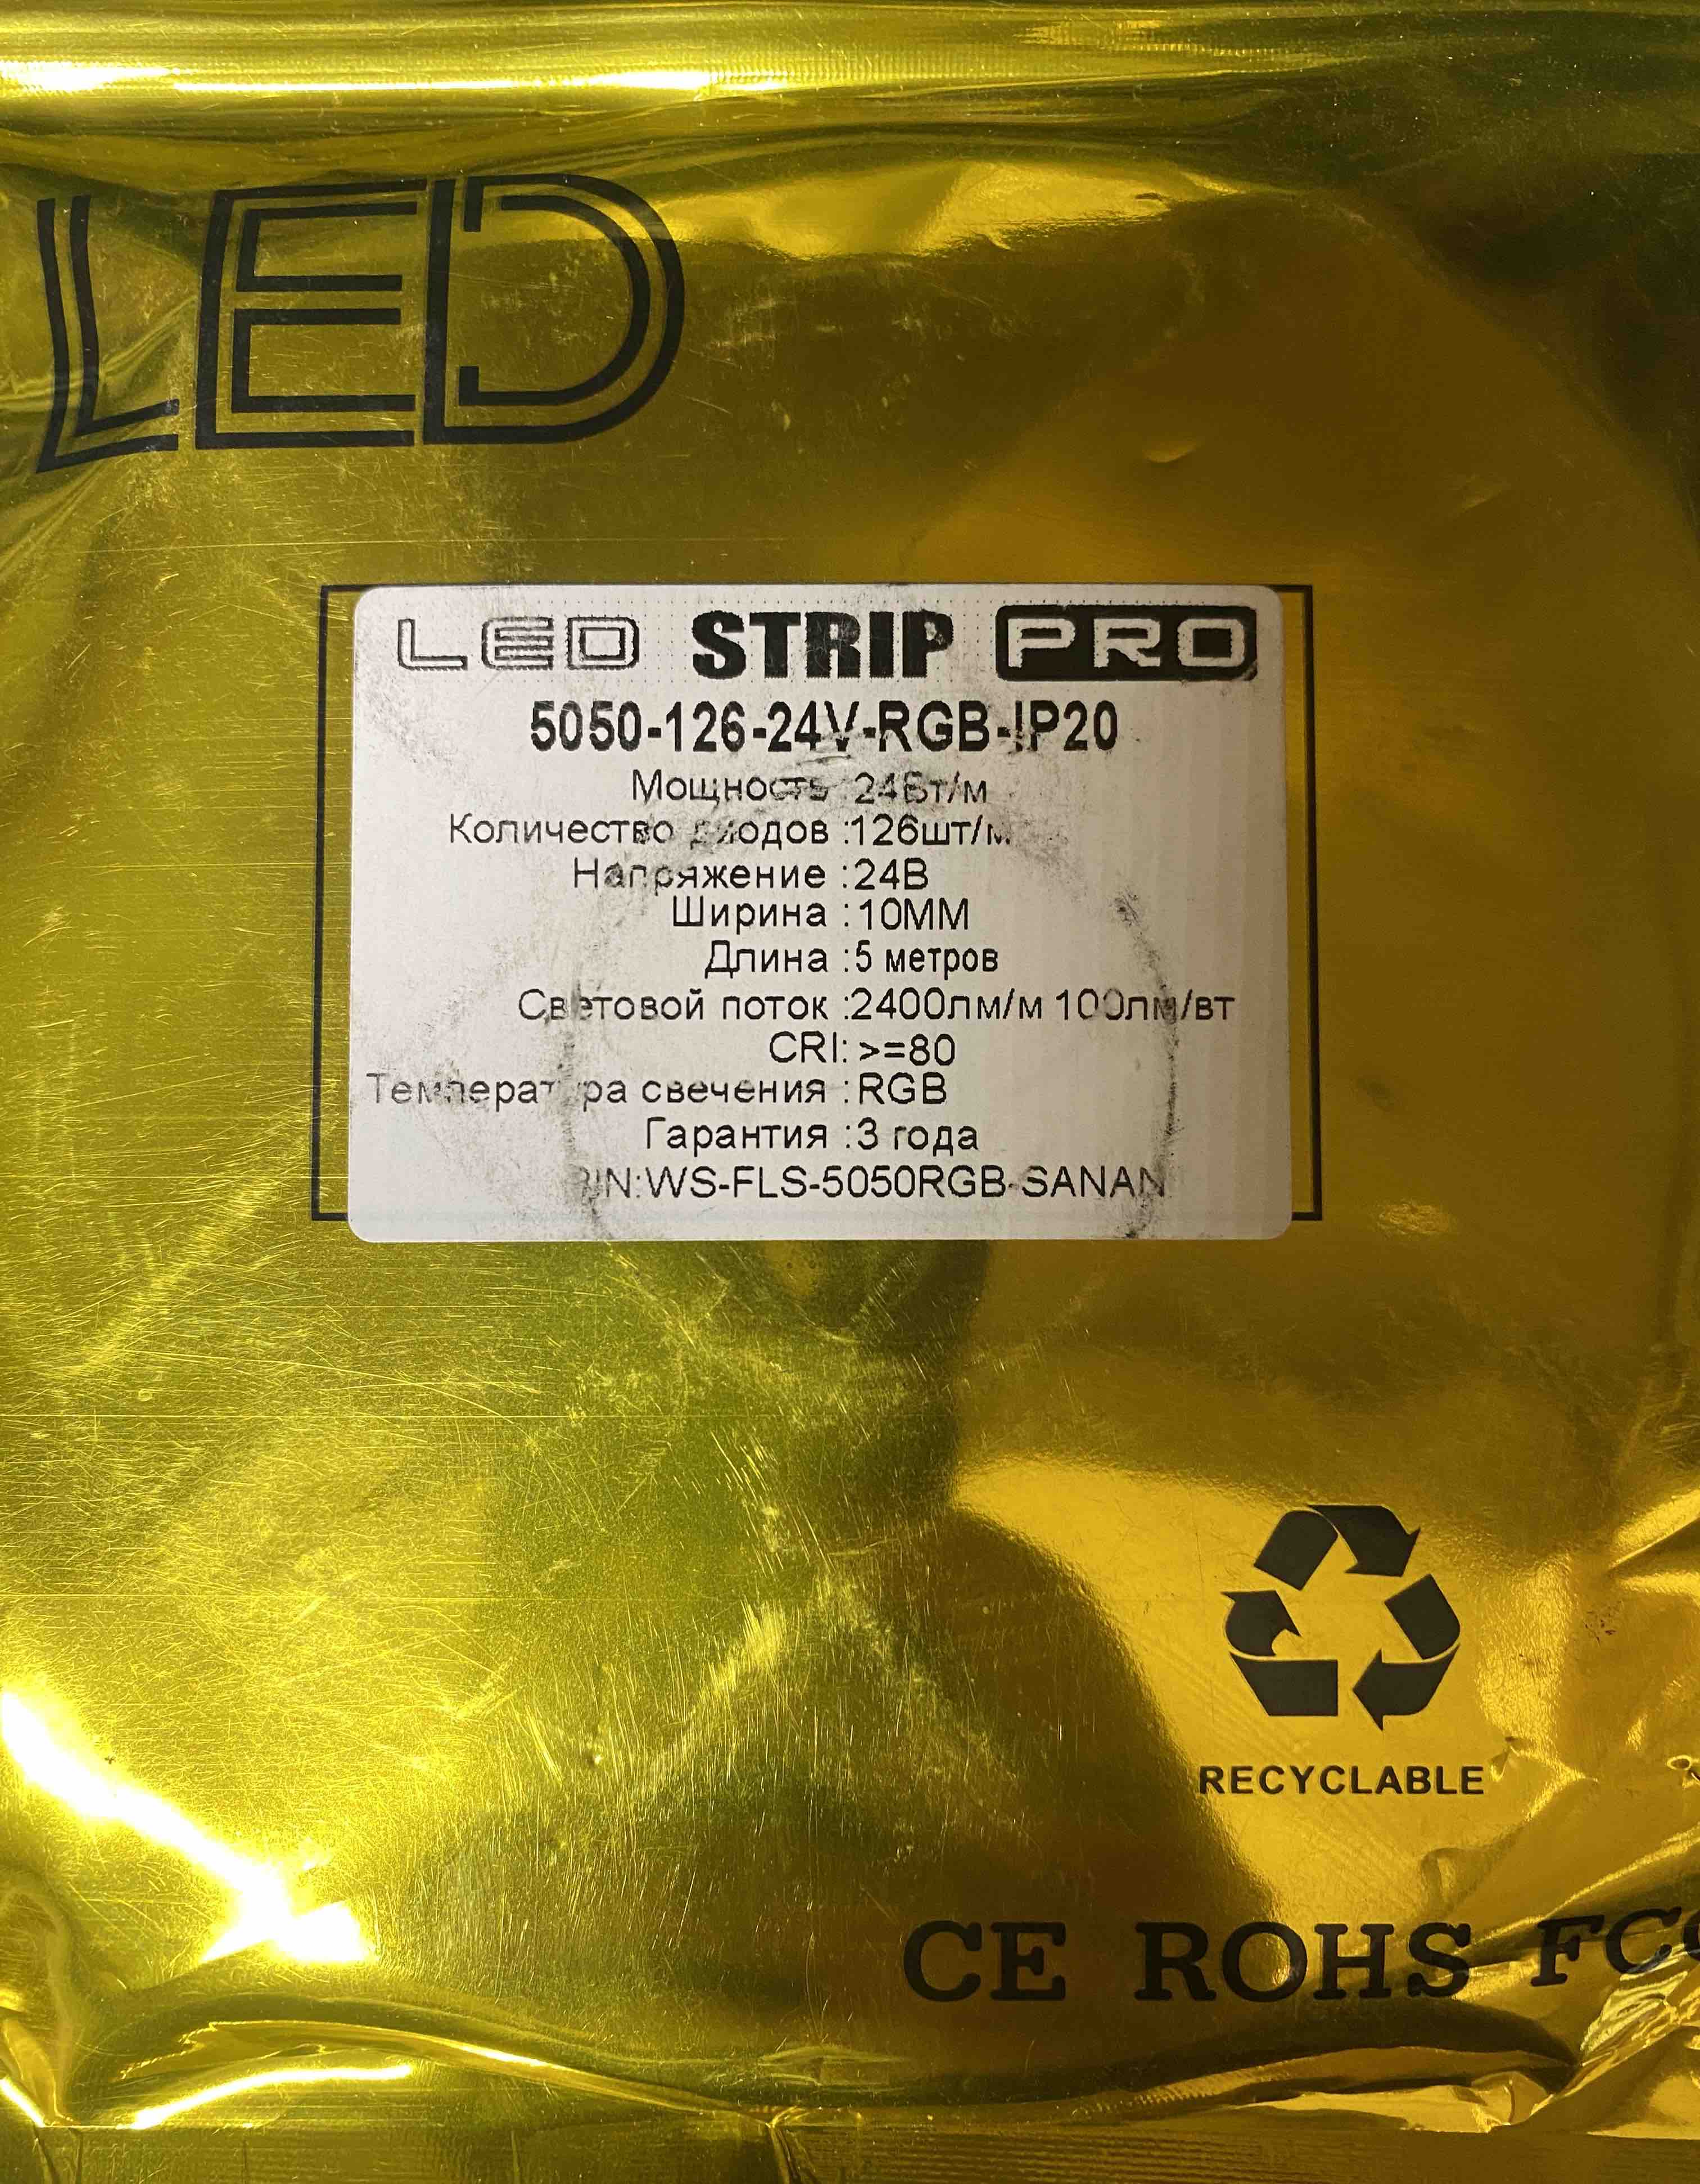 LED
LED STRIP PRO
5050-126-24V-RGB-IP20
Мощность :24Вт/м
Количество диодов :126шт/м
Напряжение :24В
Ширина :10ММ
Длина :5 метров
Световой поток :2400лм/м 100лм/вт
CRI: >=80
Температура свечения :RGB
Гарантия :3 года
WS-FLS-5050RGB-SANAN
RECYCLABLE
CE ROHS